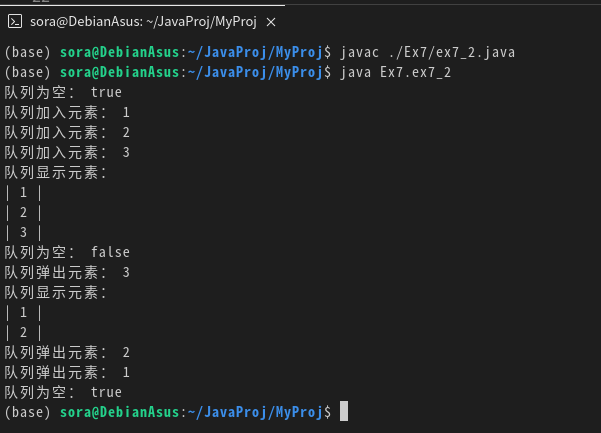 sora@DebianAsus: ~/JavaProj/MyProj ×
(base) sora@DebianAsus:~/JavaProj/MyProj$ javac ./Ex7/ex7_2.java
(base) sora@DebianAsus:~/JavaProj/MyProj$ java Ex7.ex7_2
队列为空： true
队列加入元素： 1
队列加入元素： 2
队列加入元素： 3
队列显示元素：
| 1 |
| 2 |
| 3 |
队列为空： false
队列弹出元素： 3
队列显示元素：
| 1 |
| 2 |
队列弹出元素： 2
队列弹出元素： 1
队列为空： true
(base) sora@DebianAsus:~/JavaProj/MyProj$